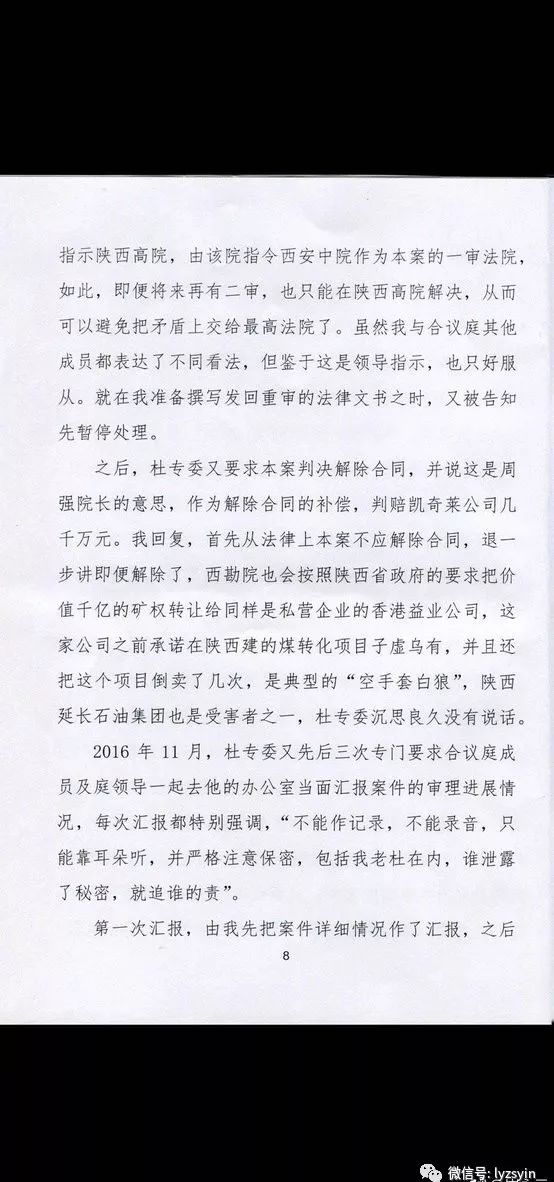 指示陕西高院，由该院指令西安中院作为本案的一审法院，
如此，即便将来再有二审，也只能在陕西高院解决，从而
可以避免把矛盾上交给最高法院了。虽然我与合议庭其他
成员都表达了不同看法，但鉴于这是领导指示，也只好服
从。就在我准备撰写发回重审的法律文书之时，又被告知
先暂停处理。
之后，杜专委又要求本案判决解除合同，并说这是周
强院长的意思，作为解除合同的补偿，判赔凯奇莱公司几
千万元。我回复，首先从法律上本案不应解除合同，退一
步讲即便解除了，西勘院也会按照陕西省政府的要求把价
值千亿的矿权转让给同样是私营企业的香港益业公司，这
家公司之前承诺在陕西建的煤转化项目子虚乌有，并且还
把这个项目倒卖了几次，是典型的“空手套白狼”，陕西
延长石油集团也是受害者之一，杜专委沉思良久没有说话。
2016 年 11 月，杜专委又先后三次专门要求合议庭成
员及庭领导一起去他的办公室当面汇报案件的审理进展情
况，每次汇报都特别强调，“不能作记录，不能录音，只
能靠耳朵听，并严格注意保密，包括我老杜在内，谁泄露
了秘密，就追谁的责”。
第一次汇报，由我先把案件详细情况作了汇报，之后
8
微信号: lyzsyin_